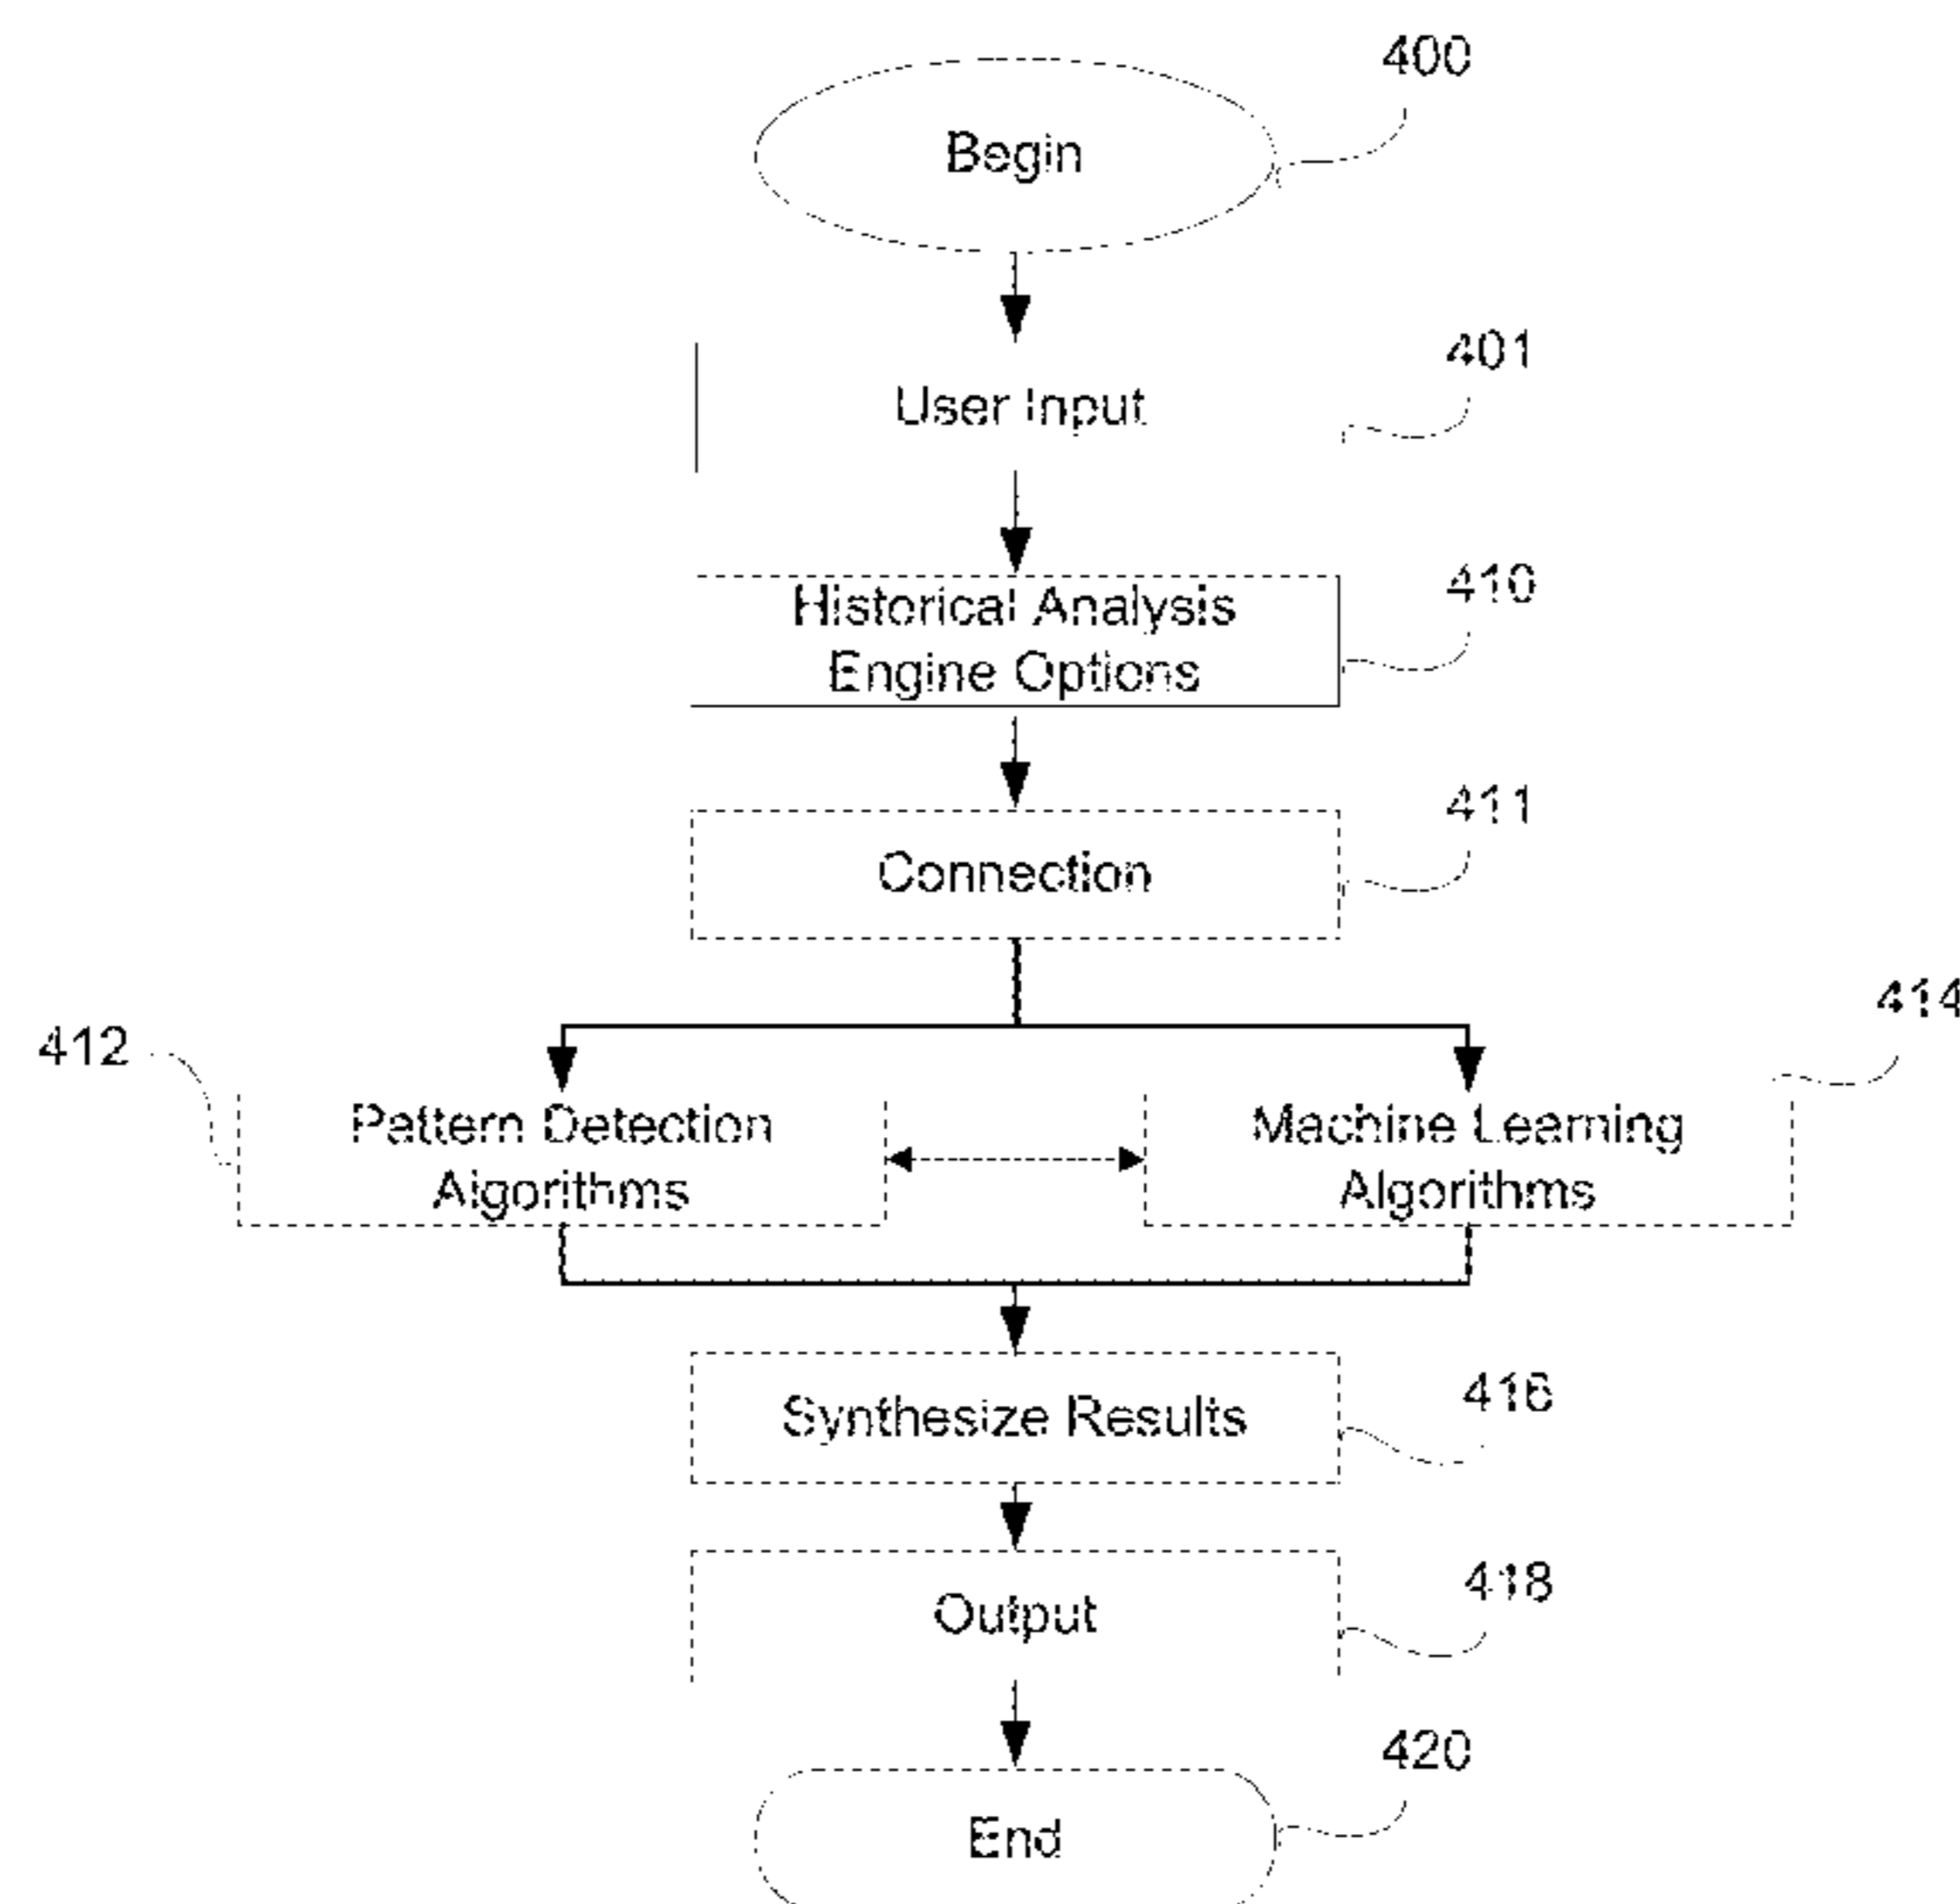 400
Begin
401
User Input
410
Historical Analysis
Engine Options
411
Connection
414
412
Pattern Detection
Algorithms
Machine Learning
Algorithms
416
Synthesize Results
418
Output
420
End